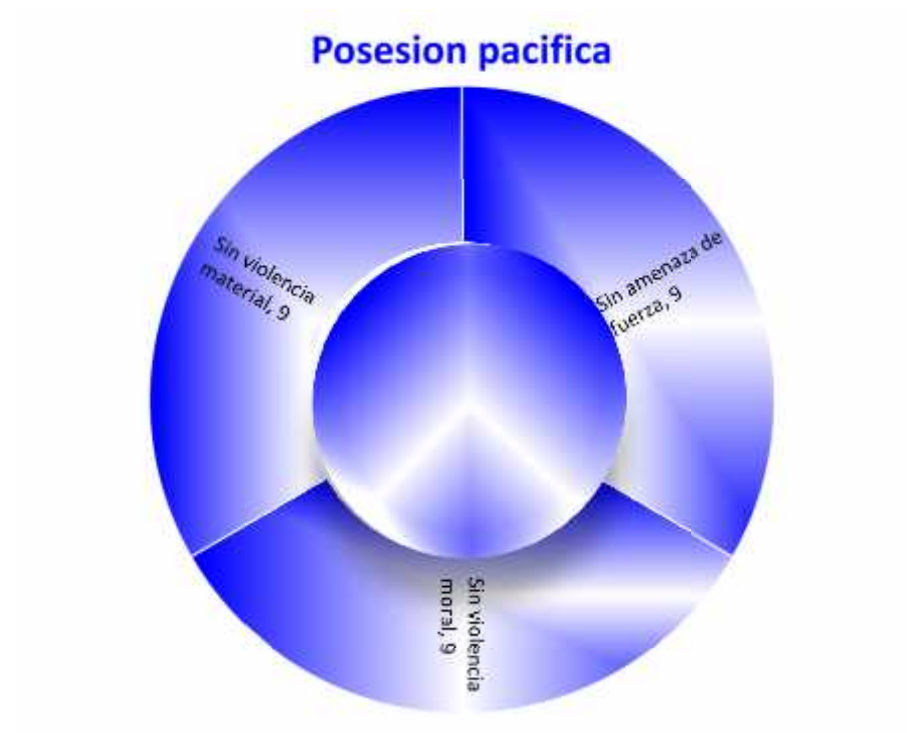 Posesion pacifica
Sin violencia
material, 9
Sin amenaza de
fuerza, 9
Sin violencia
moral, 9